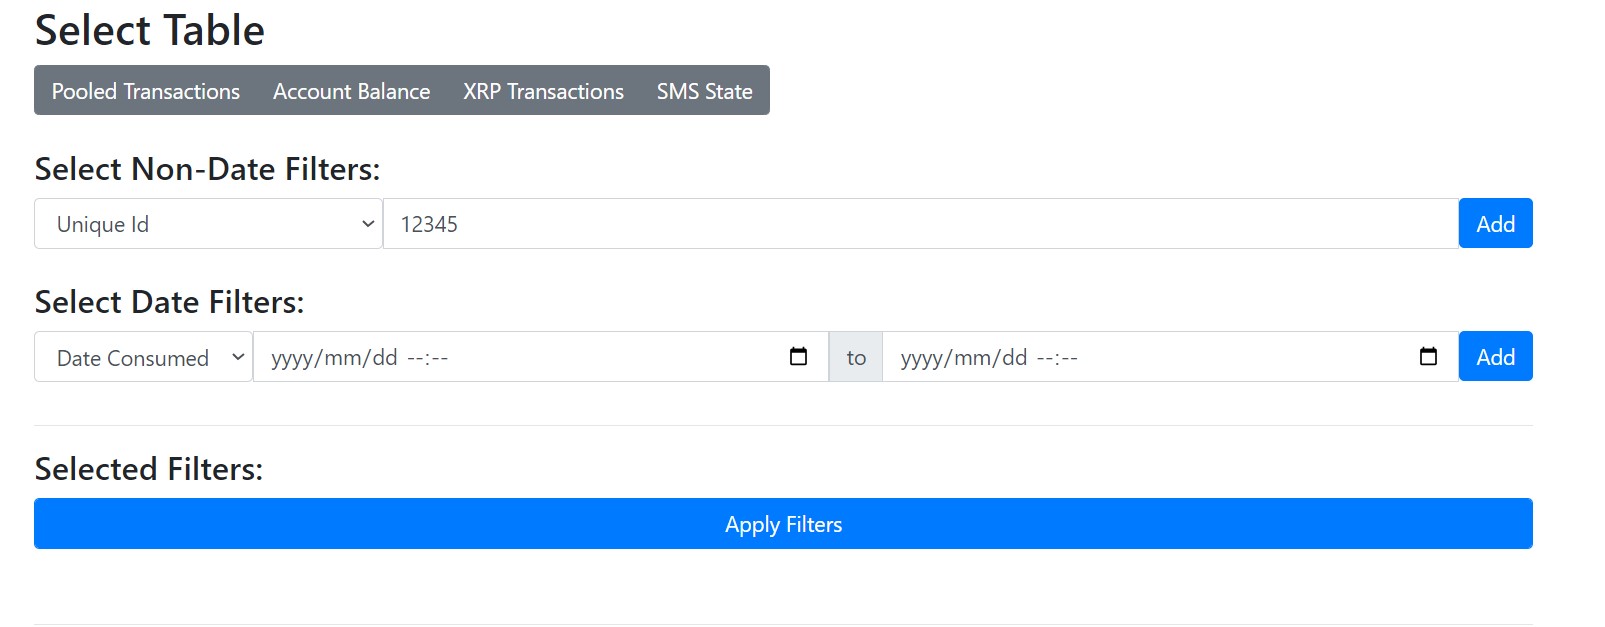 Select Table
Pooled Transactions Account Balance XRP Transactions SMS State
Select Non-Date Filters:
Unique Id 12345 Add
Select Date Filters:
Date Consumed yyyy/mm/dd --:-- to yyyy/mm/dd --:-- Add
Selected Filters:
Apply Filters